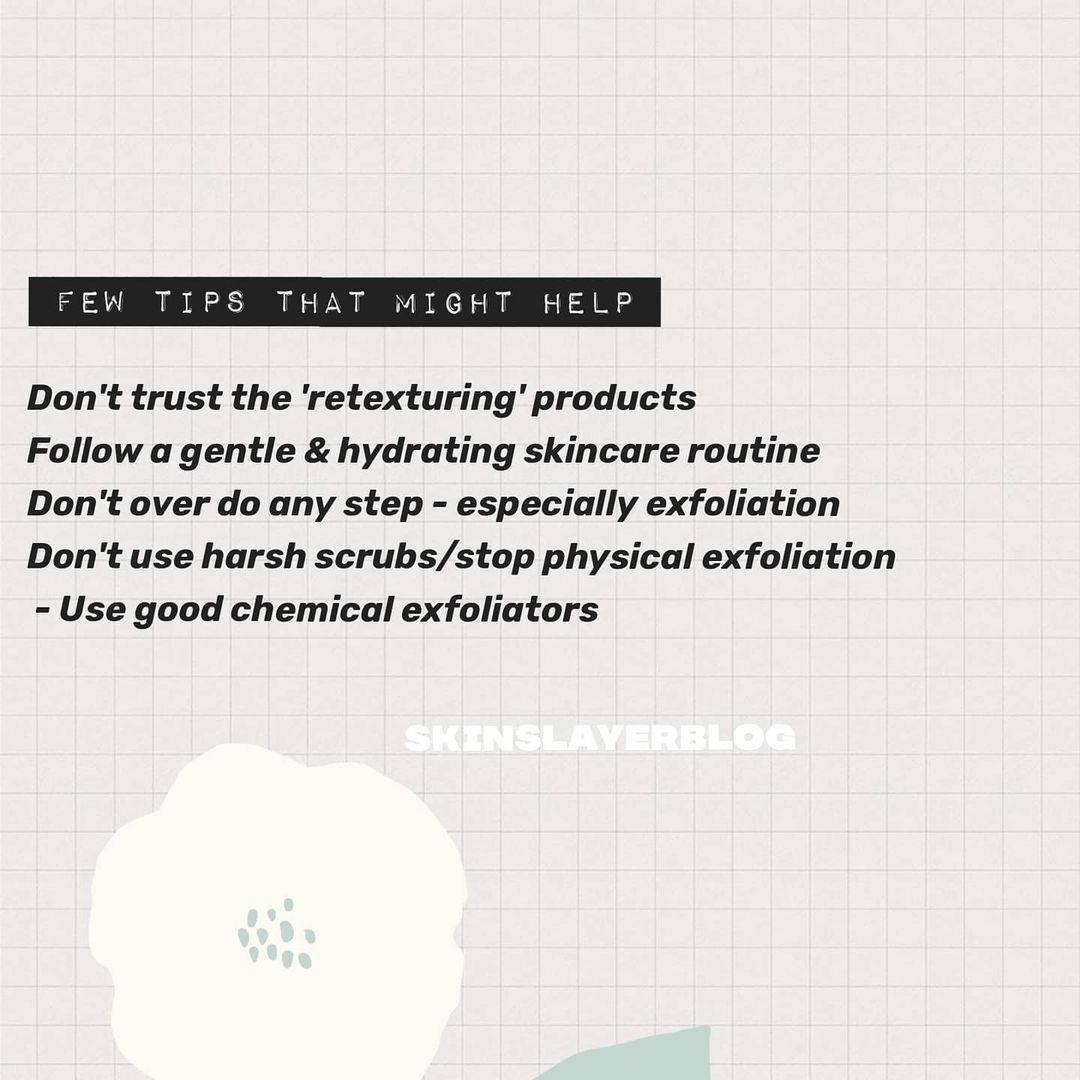 FEW TIPS THAT MIGHT HELP
Don't trust the 'retexturing' products
Follow a gentle & hydrating skincare routine
Don't over do any step - especially exfoliation
Don't use harsh scrubs/stop physical exfoliation
- Use good chemical exfoliators
SKINSLAYERBLOG